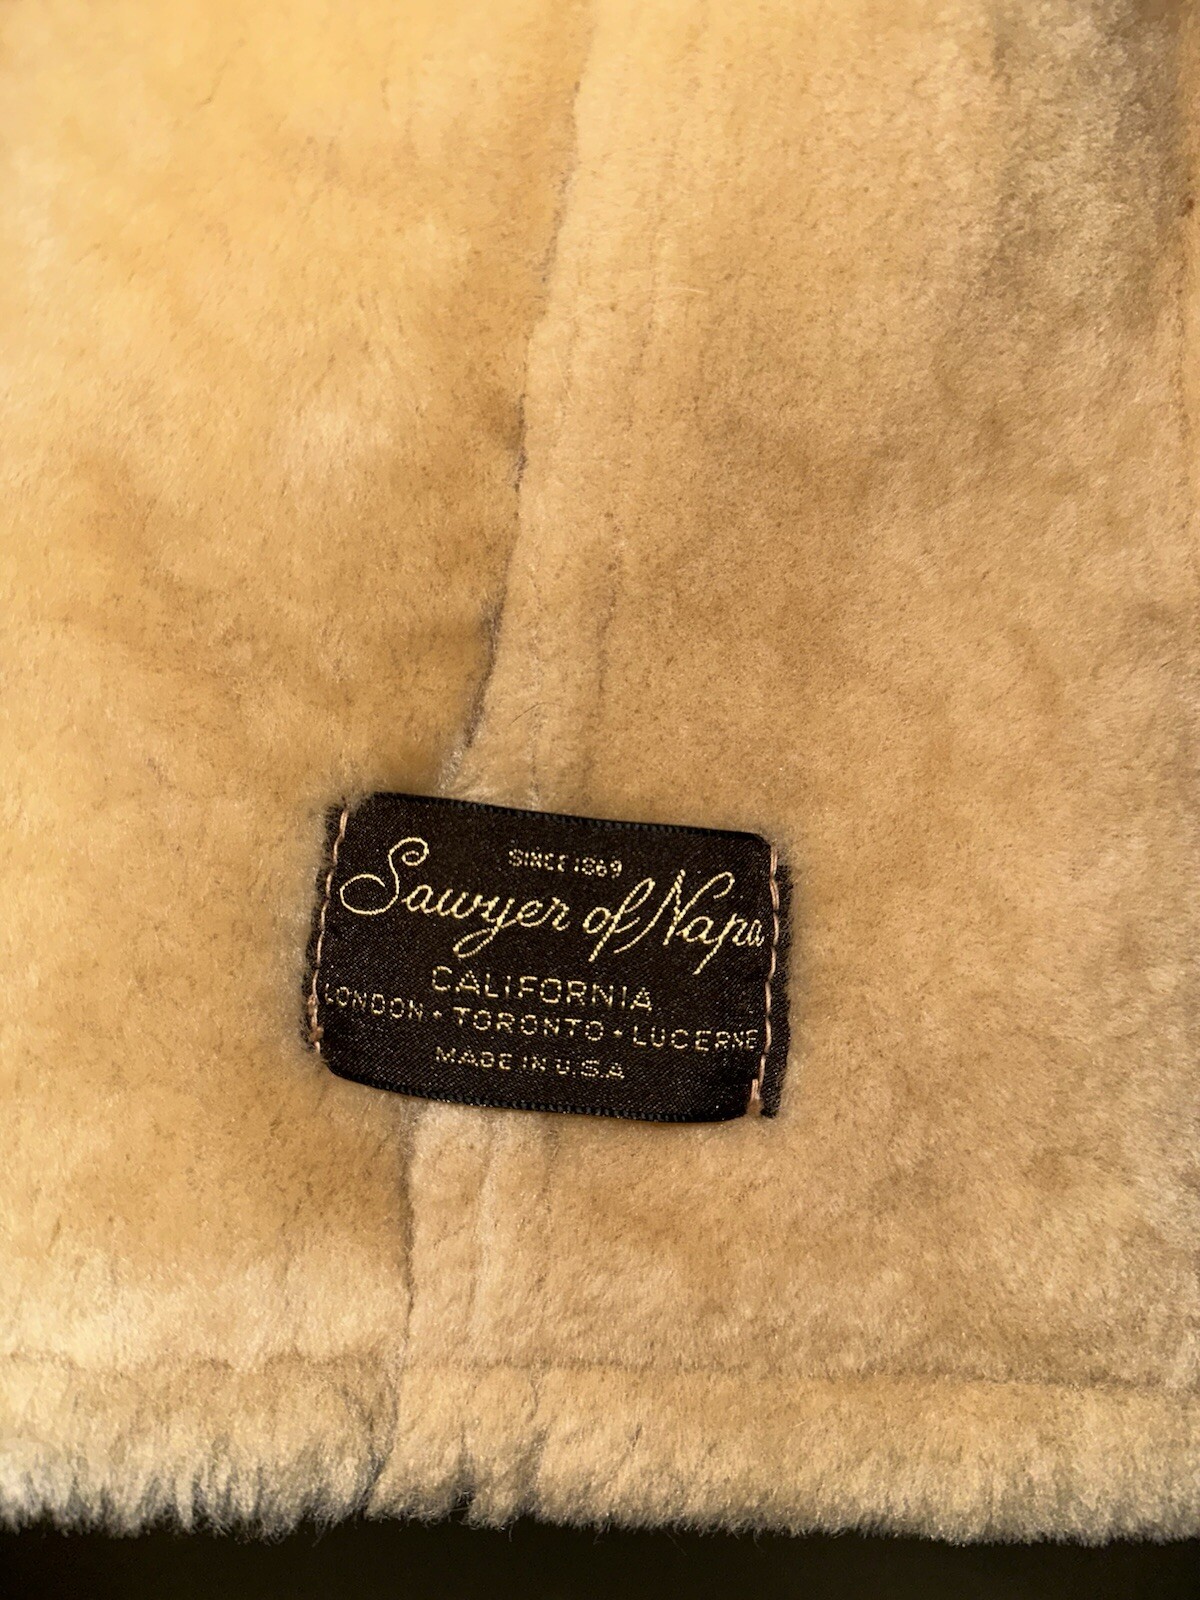 SINCE 1869
Sawyer of Napa
CALIFORNIA
LONDON • TORONTO • LUCERNE
MADE IN U.S.A